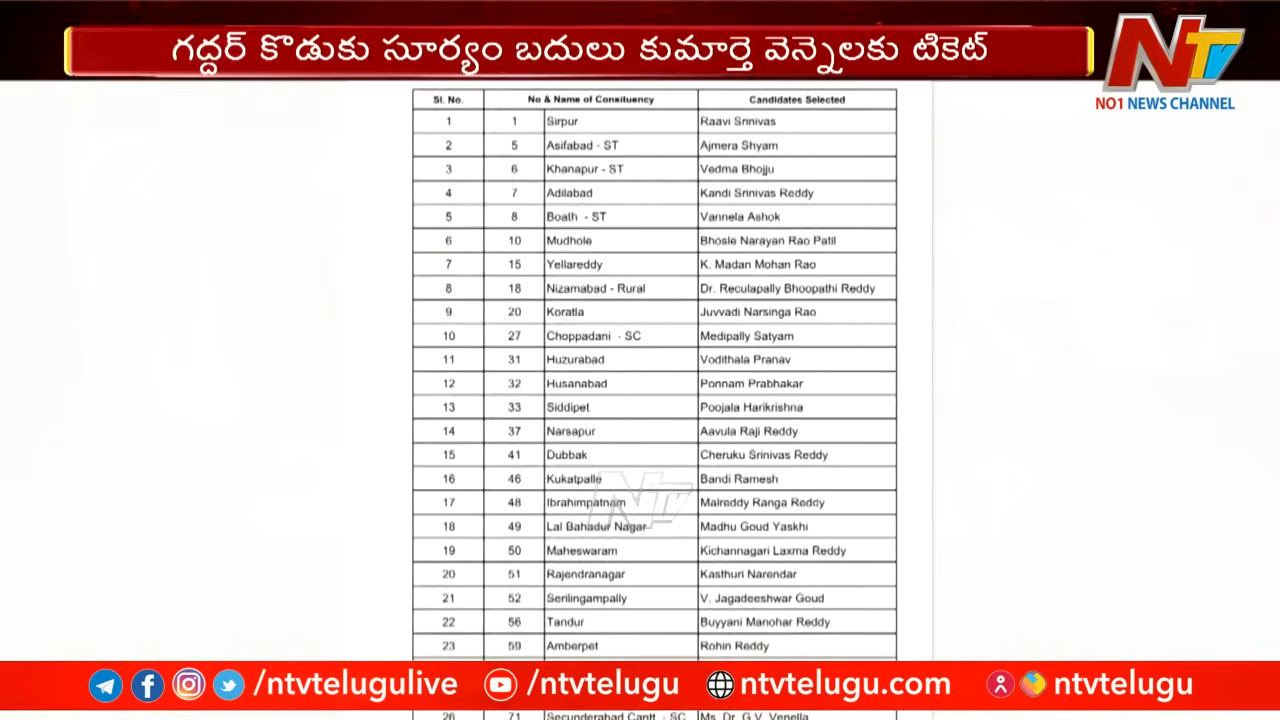 గద్దర్ కొడుకు సూర్యం బదులు కుమార్తె వెన్నెలకు టికెట్
NTV
NO1 NEWS CHANNEL
Sl. No. No & Name of Consituency Candidates Selected
1 1 Sirpur Raavi Srinivas
2 5 Asifabad - ST Ajmera Shyam
3 6 Khanapur - ST Vedma Bhojju
4 7 Adilabad Kandi Srinivas Reddy
5 8 Boath - ST Vannela Ashok
6 10 Mudhole Bhosle Narayan Rao Patil
7 15 Yellareddy K. Madan Mohan Rao
8 18 Nizamabad - Rural Dr. Reculapally Bhoopathi Reddy
9 20 Koratla Juvvadi Narsinga Rao
10 27 Choppadani - SC Medipally Satyam
11 31 Huzurabad Vodithala Pranav
12 32 Husanabad Ponnam Prabhakar
13 33 Siddipet Poojala Harikrishna
14 37 Narsapur Aavula Raji Reddy
15 41 Dubbak Cheruku Srinivas Reddy
16 46 Kukatpalle Bandi Ramesh
17 48 Ibrahimpatnam Malreddy Ranga Reddy
18 49 Lal Bahadur Nagar Madhu Goud Yaskhi
19 50 Maheswaram Kichannagari Laxma Reddy
20 51 Rajendranagar Kasthuri Narendar
21 52 Serilingampally V. Jagadeeshwar Goud
22 56 Tandur Buyyani Manohar Reddy
23 59 Amberpet Rohin Reddy
/ntvtelugulive /ntvtelugu ntvtelugu.com ntvtelugu
26 71 Secunderabad Cantt - SC Ms. Dr. G.V. Venella